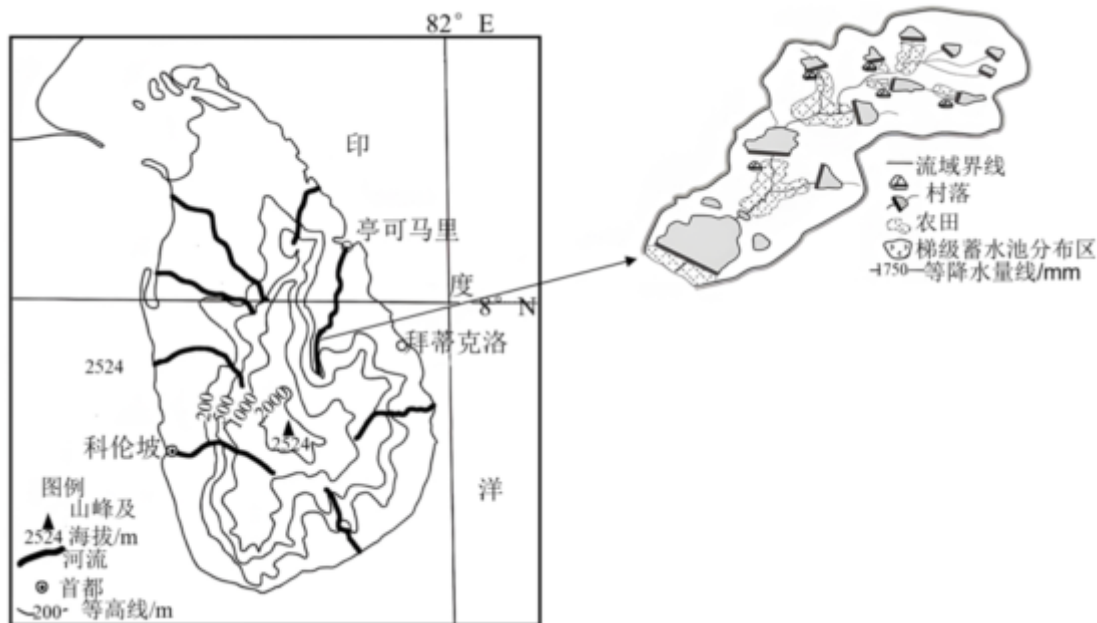 82° E
印
亭可马里
度
8° N
拜蒂克洛
2524
200
500
1000
2000
2524
科伦坡
洋
图例
山峰及
2524 海拔/m
河流
首都
200 等高线/m
流域界线
村落
农田
梯级蓄水池分布区
1750 等降水量线/mm